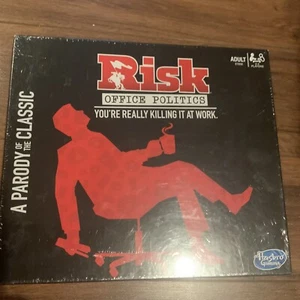 Risk
OFFICE POLITICS
YOU'RE REALLY KILLING IT AT WORK.
A PARODY OF THE CLASSIC
ADULT
Hasbro
Gaming